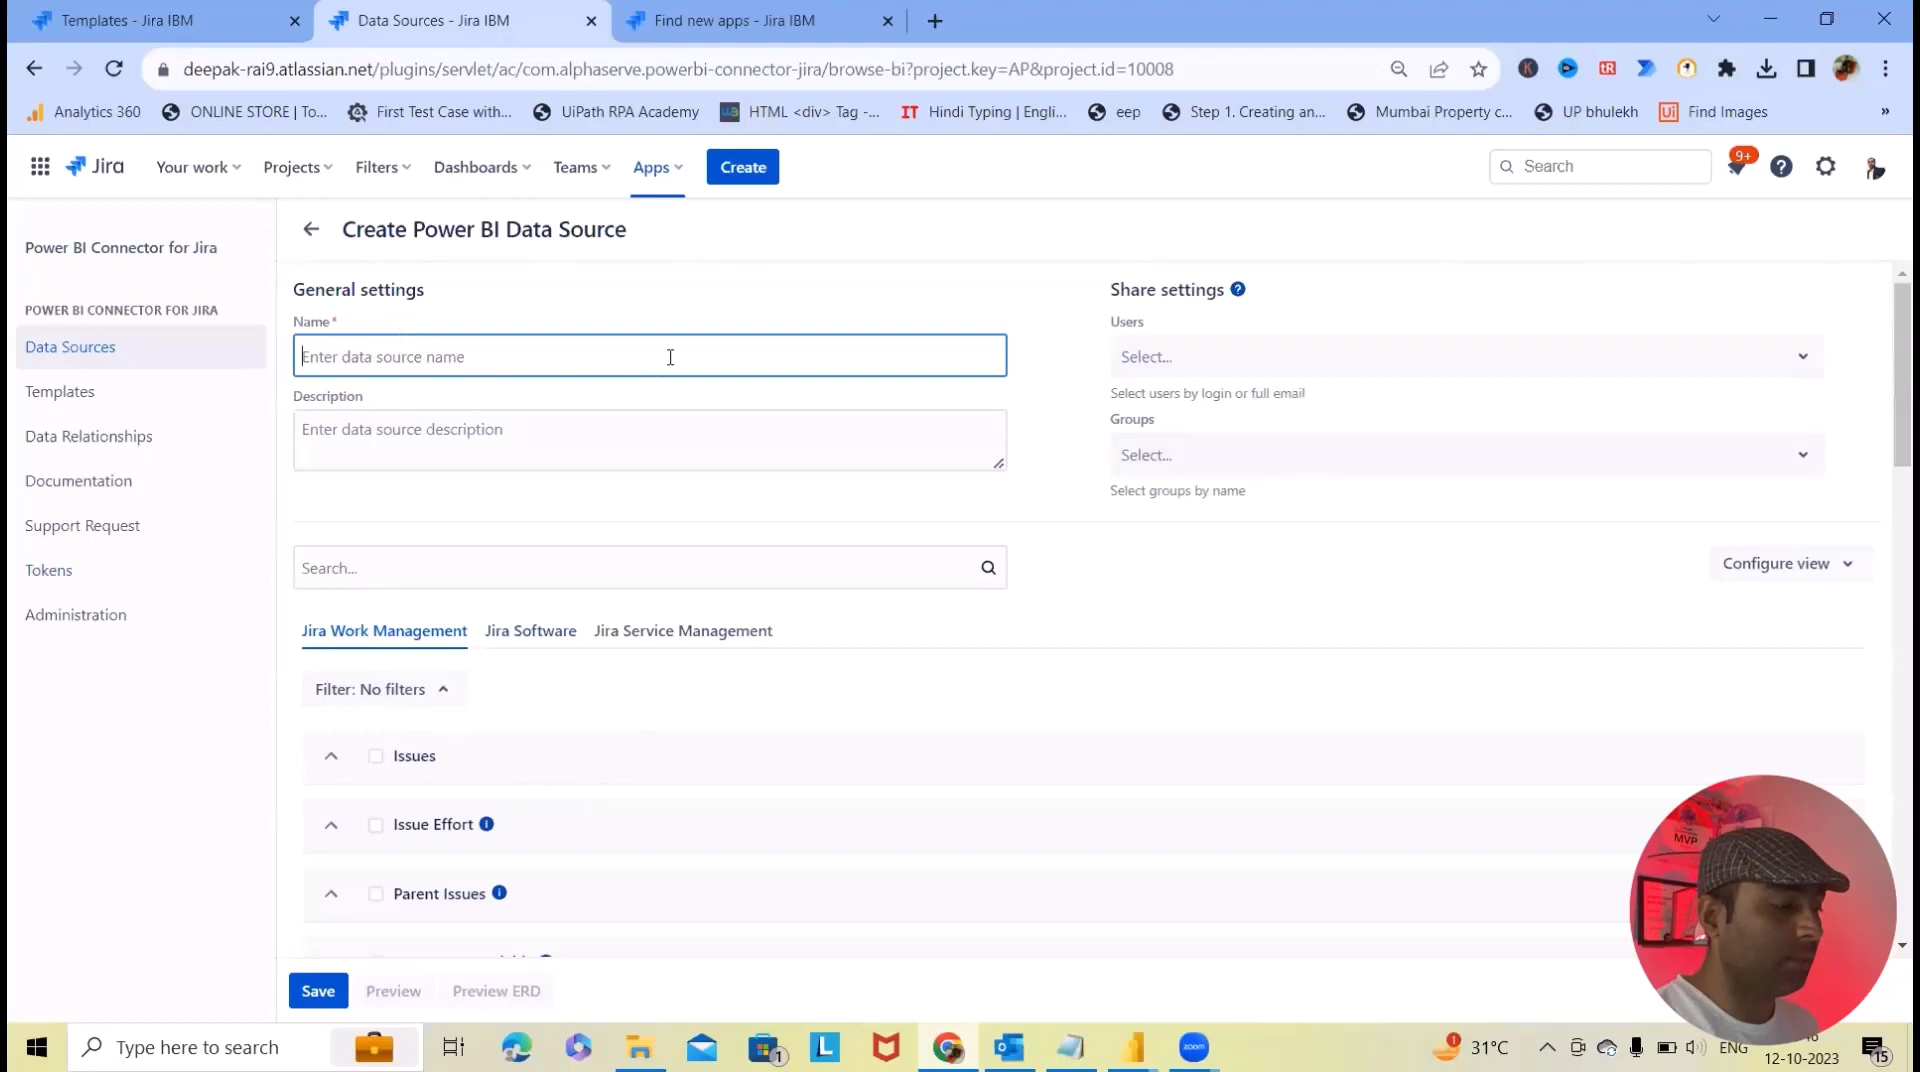 Templates - Jira IBM
Data Sources - Jira IBM
Find new apps - Jira IBM
deepak-rai9.atlassian.net/plugins/servlet/ac/com.alphaserve.powerbi-connector-jira/browse-bi?project.key=AP&project.id=10008
Analytics 360
ONLINE STORE | To...
First Test Case with...
UiPath RPA Academy
HTML <div> Tag -...
IT Hindi Typing | Engli...
eep
Step 1. Creating an...
Mumbai Property c...
UP bhulekh
Ui Find Images
»
Jira
Your work
Projects
Filters
Dashboards
Teams
Apps
Create
Search
9+
Power BI Connector for Jira
POWER BI CONNECTOR FOR JIRA
Data Sources
Templates
Data Relationships
Documentation
Support Request
Tokens
Administration
Create Power BI Data Source
General settings
Name *
Enter data source name
Description
Enter data source description
Share settings
Users
Select...
Select users by login or full email
Groups
Select...
Select groups by name
Search...
Configure view
Jira Work Management
Jira Software
Jira Service Management
Filter: No filters
Issues
Issue Effort
Parent Issues
MVP
Save
Preview
Preview ERD
Type here to search
1
L
zoom
1
31°C
ENG
12-10-2023
15